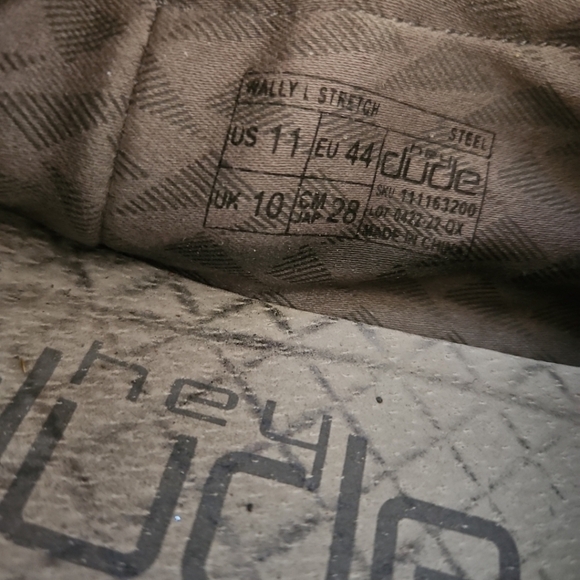 WALLY L STRETCH STEEL
US 11 EU 44 hey dude
SKU 111163200
UK 10 CM JAP 28 LOT 0422-22-QX
MADE IN CHINA
hey
dude